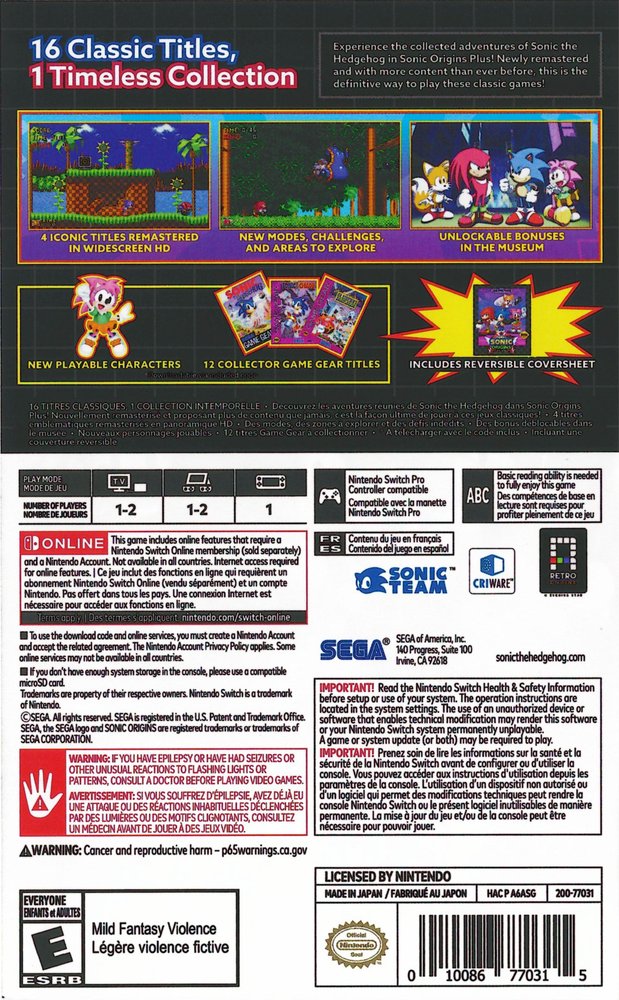 16 Classic Titles,
1 Timeless Collection
Experience the collected adventures of Sonic the
Hedgehog in Sonic Origins Plus! Newly remastered
and with more content than ever before, this is the
definitive way to play these classic games!
4 ICONIC TITLES REMASTERED
IN WIDESCREEN HD
NEW MODES, CHALLENGES,
AND AREAS TO EXPLORE
UNLOCKABLE BONUSES
IN THE MUSEUM
NEW PLAYABLE CHARACTERS
12 COLLECTOR GAME GEAR TITLES
INCLUDES REVERSIBLE COVERSHEET
16 TITRES CLASSIQUES, 1 COLLECTION INTEMPORELLE • Découvrez les aventures réunies de Sonic the Hedgehog dans Sonic Origins
Plus! Nouvellement remasterisé et proposant plus de contenu que jamais, c'est la façon ultime de jouer à ces jeux classiques! • 4 titres
emblématiques remasterisés en panoramique HD • Des modes, des zones à explorer et des défis inédits • Des bonus déblocables dans
le musée • Nouveaux personnages jouables • 12 titres Game Gear à collectionner • À télécharger avec le code inclus • Incluant une
couverture réversible
PLAY MODE
MODE DE JEU
TV
NUMBER OF PLAYERS
NOMBRE DE JOUEURS
1-2
1-2
1
Nintendo Switch Pro
Controller compatible
Compatible avec la manette
Nintendo Switch Pro
ABC
Basic reading ability is needed
to fully enjoy this game
Des compétences de base en
lecture sont requises pour
profiter pleinement de ce jeu
ONLINE This game includes online features that require a
Nintendo Switch Online membership (sold separately)
and a Nintendo Account. Not available in all countries. Internet access required
for online features. | Ce jeu inclut des fonctions en ligne qui requièrent un
abonnement Nintendo Switch Online (vendu séparément) et un compte
Nintendo. Pas offert dans tous les pays. Une connexion Internet est
nécessaire pour accéder aux fonctions en ligne.
Terms apply | Des termes s'appliquent. nintendo.com/switch-online
FR
ES
Contenu du jeu en français
Contenido del juego en español
SONIC
TEAM™
CRIWARE™
RETRO
SEGA®
SEGA of America, Inc.
140 Progress, Suite 100
Irvine, CA 92618
sonicthehedgehog.com
To use the download code and online services, you must create a Nintendo Account
and accept the related agreement. The Nintendo Account Privacy Policy applies. Some
online services may not be available in all countries.
If you don't have enough system storage in the console, please use a compatible
microSD card.
Trademarks are property of their respective owners. Nintendo Switch is a trademark
of Nintendo.
©SEGA. All rights reserved. SEGA is registered in the U.S. Patent and Trademark Office.
SEGA, the SEGA logo and SONIC ORIGINS are registered trademarks or trademarks of
SEGA CORPORATION.
IMPORTANT! Read the Nintendo Switch Health & Safety Information
before setup or use of your system. The operation instructions are
located in the system settings. The use of an unauthorized device or
software that enables technical modification may render this software
or your Nintendo Switch system permanently unplayable.
A game or system update (or both) may be required to play.
IMPORTANT! Prenez soin de lire les informations sur la santé et la
sécurité de la Nintendo Switch avant de configurer ou d'utiliser la
console. Vous pouvez accéder aux instructions d'utilisation depuis les
paramètres de la console. L'utilisation d'un dispositif non autorisé ou
d'un logiciel qui permet des modifications techniques peut rendre la
console Nintendo Switch ou le présent logiciel inutilisables de manière
permanente. La mise à jour du jeu et/ou de la console peut être
nécessaire pour pouvoir jouer.
WARNING: IF YOU HAVE EPILEPSY OR HAVE HAD SEIZURES OR
OTHER UNUSUAL REACTIONS TO FLASHING LIGHTS OR
PATTERNS, CONSULT A DOCTOR BEFORE PLAYING VIDEO GAMES.
AVERTISSEMENT: SI VOUS SOUFFREZ D'ÉPILEPSIE, AVEZ DÉJÀ EU
UNE ATTAQUE OU DES RÉACTIONS INHABITUELLES DÉCLENCHÉES
PAR DES LUMIÈRES OU DES MOTIFS CLIGNOTANTS, CONSULTEZ
UN MÉDECIN AVANT DE JOUER À DES JEUX VIDÉO.
WARNING: Cancer and reproductive harm – p65warnings.ca.gov
EVERYONE
ENFANTS et ADULTES
E
ESRB
Mild Fantasy Violence
Légère violence fictive
LICENSED BY NINTENDO
MADE IN JAPAN / FABRIQUÉ AU JAPON
HAC P A6ASG
200-77031
Official
Nintendo
Seal
0 10086 77031 5